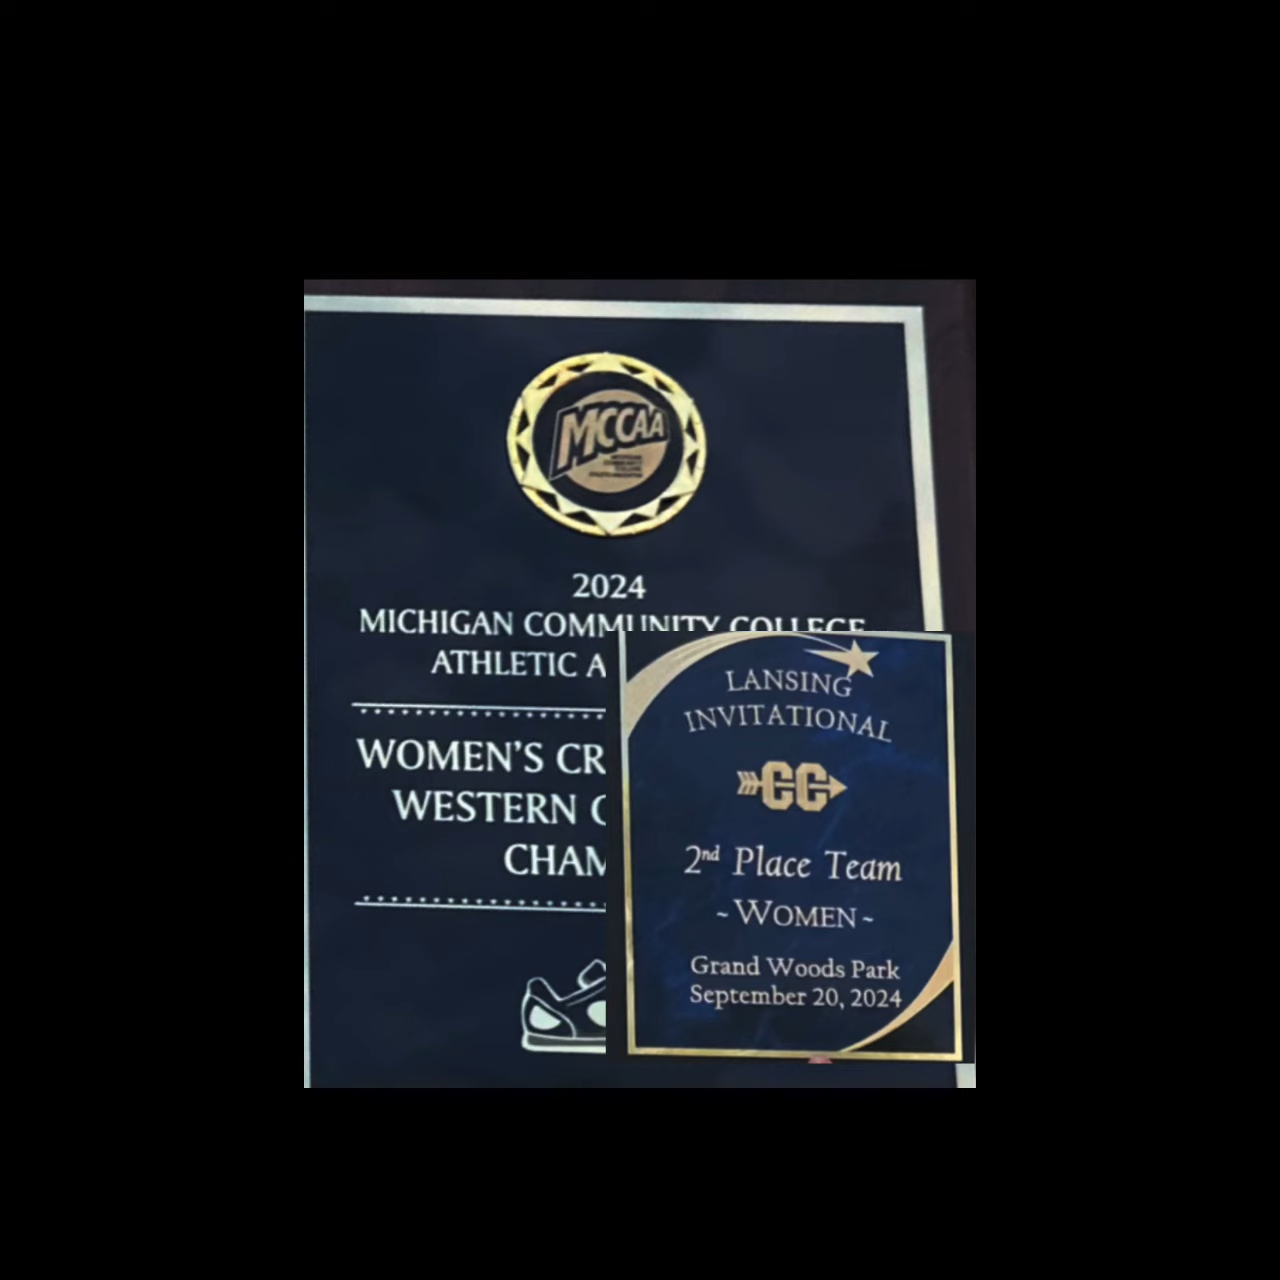 MCCAA
2024
MICHIGAN COMMUNITY COLLEGE
ATHLETIC A
WOMEN'S CR
WESTERN C
CHAM
LANSING
INVITATIONAL
CC
2nd Place Team
~WOMEN~
Grand Woods Park
September 20, 2024